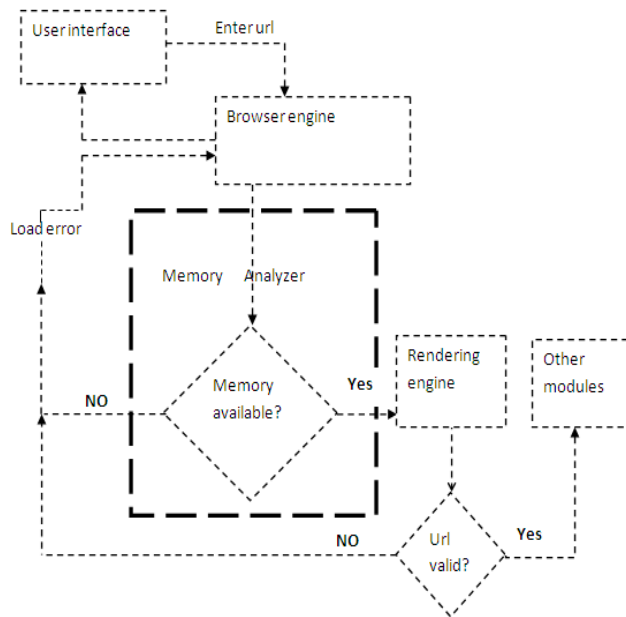 User interface
Enter url
Browser engine
Load error
Memory Analyzer
Memory
available?
Yes
NO
Rendering
engine
Other
modules
Url
valid?
NO
Yes